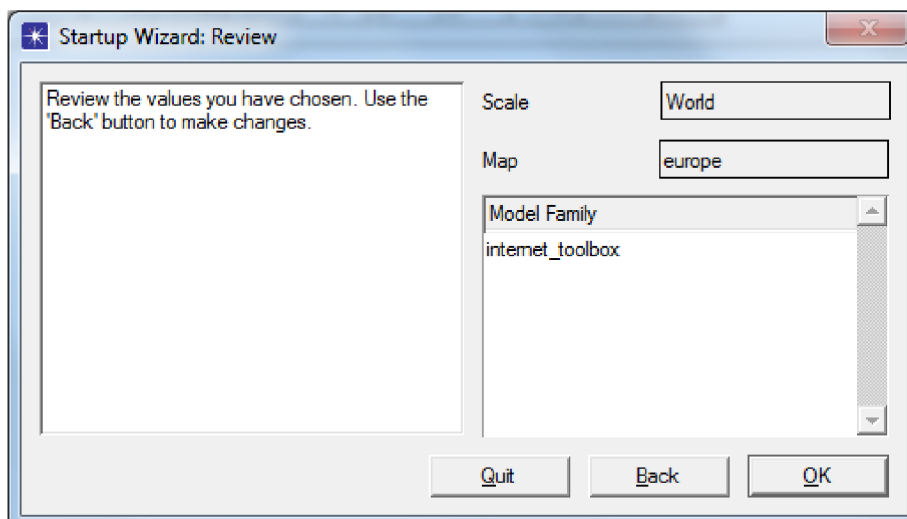 Startup Wizard: Review
Review the values you have chosen. Use the
'Back' button to make changes.
Scale
World
Map
europe
Model Family
internet_toolbox
Quit
Back
OK